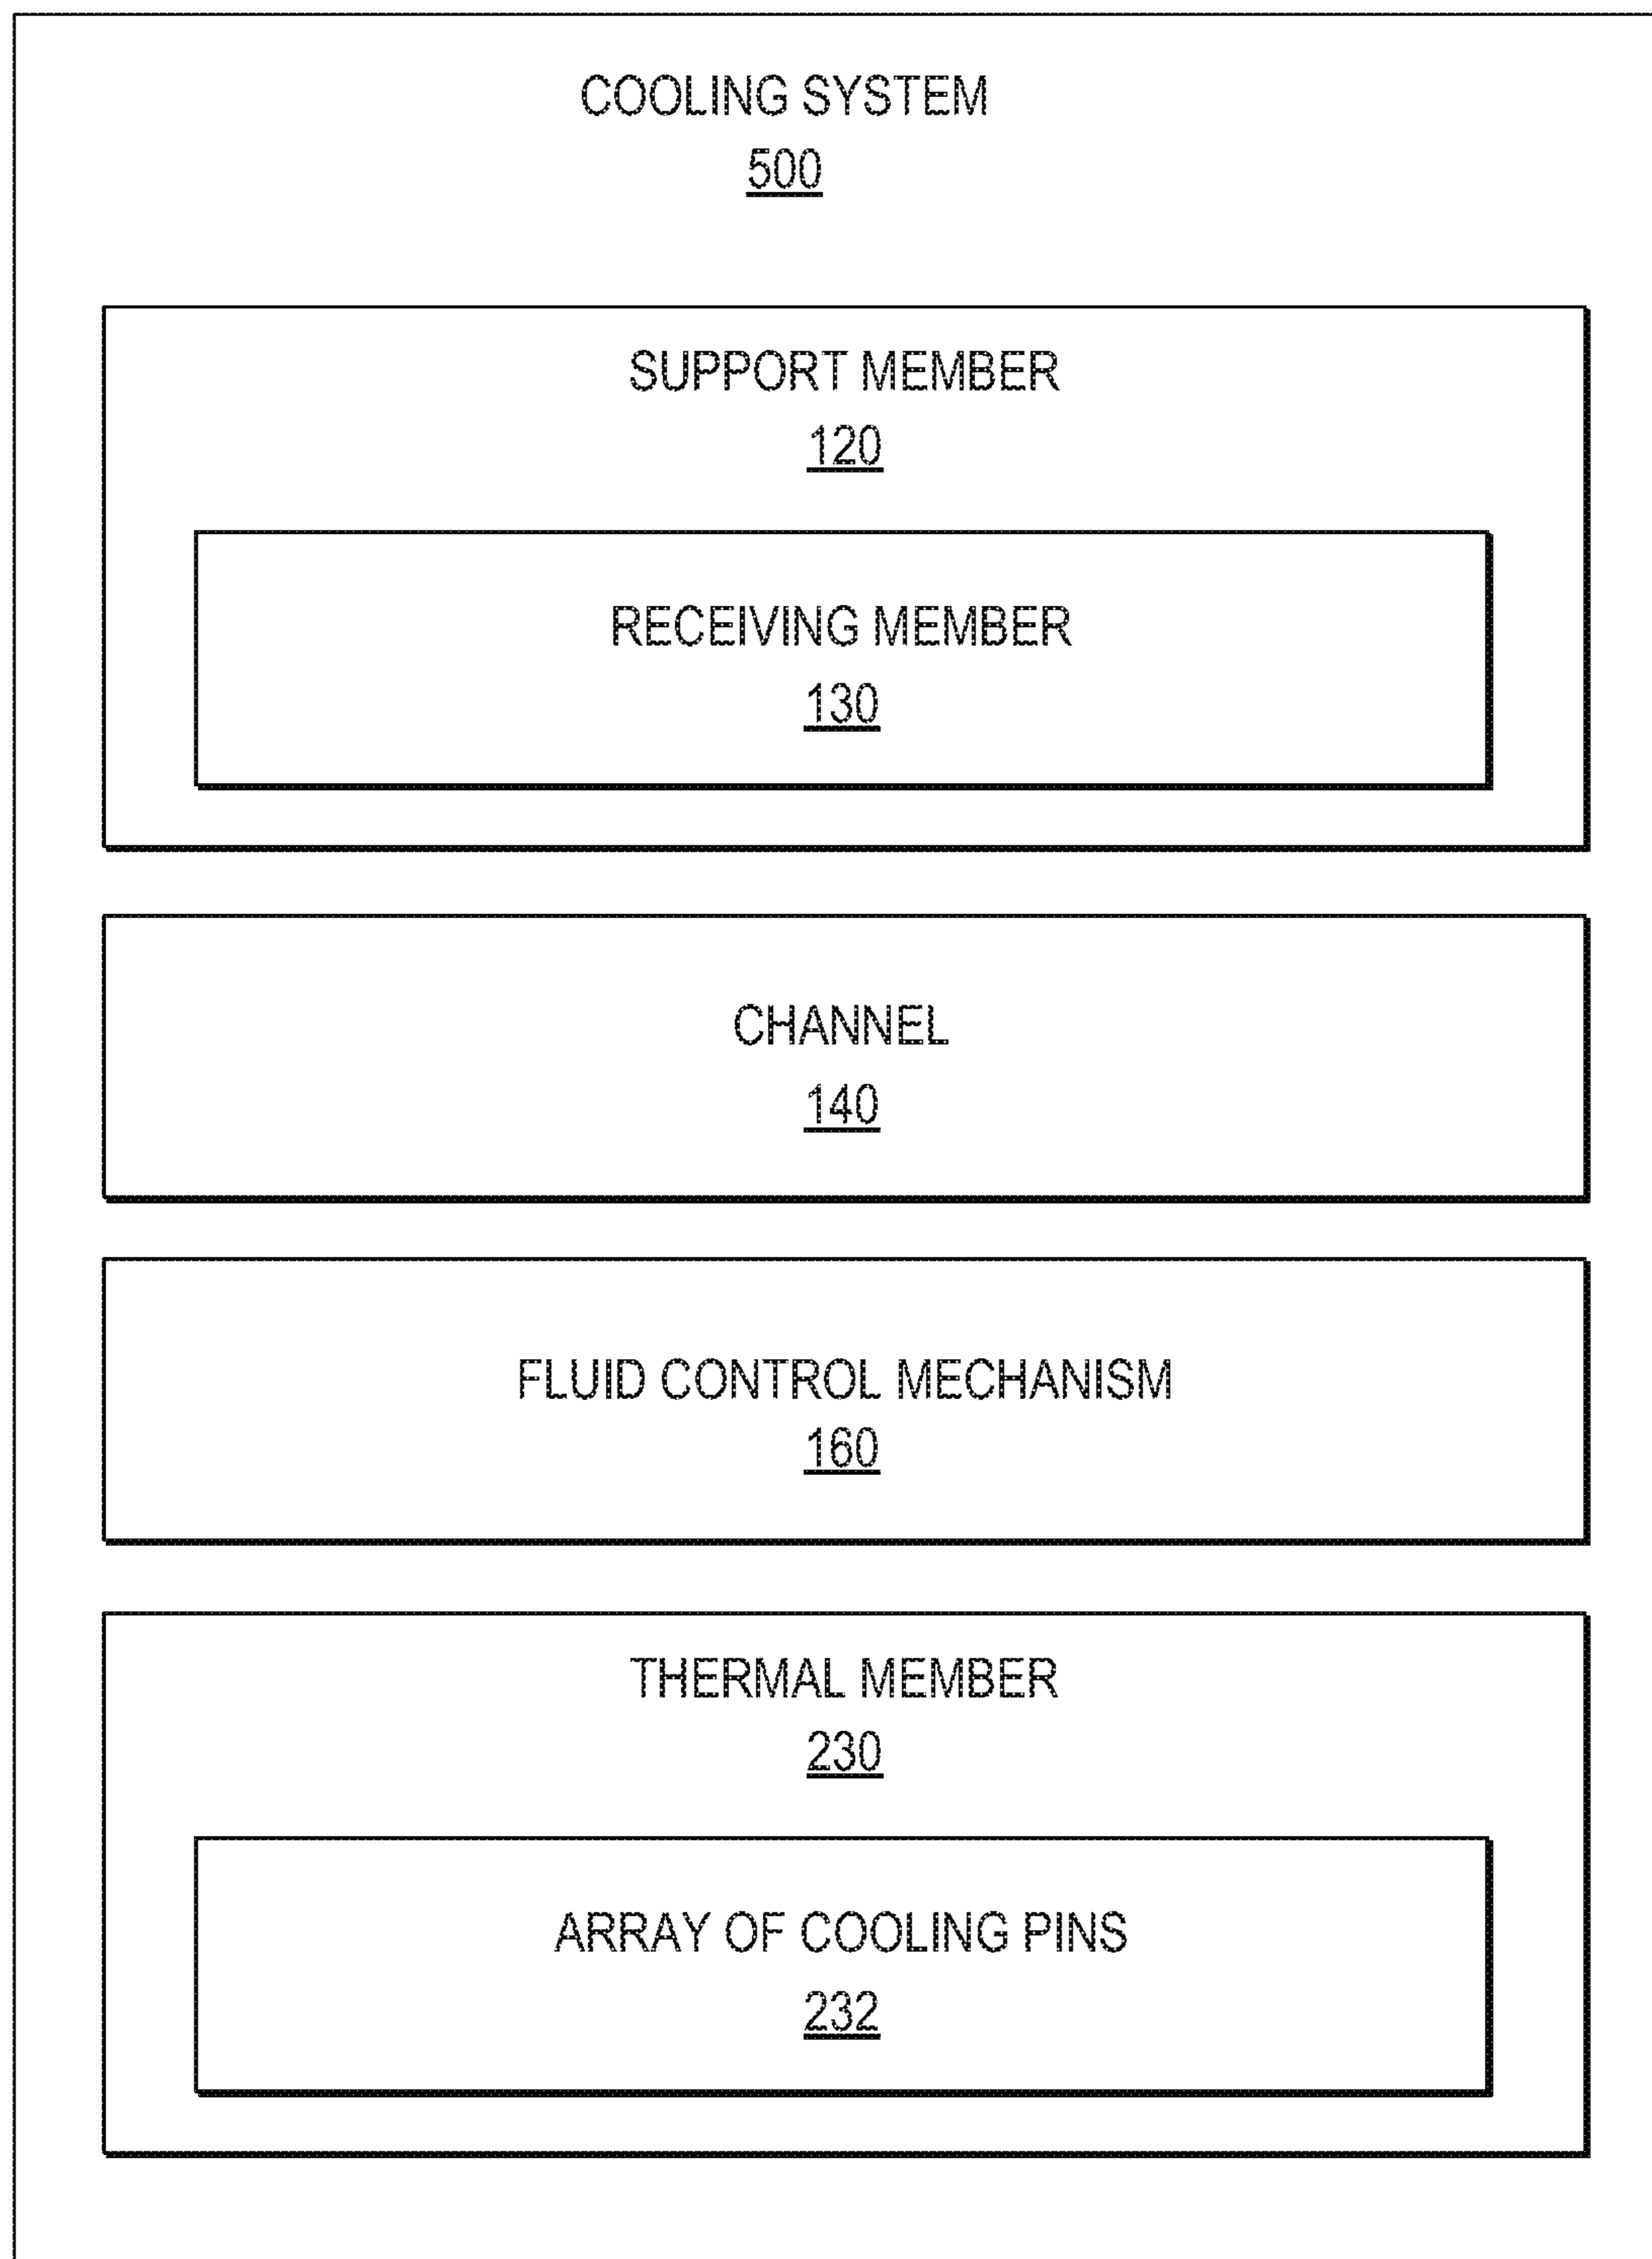 COOLING SYSTEM
500
SUPPORT MEMBER
120
RECEIVING MEMBER
130
CHANNEL
140
FLUID CONTROL MECHANISM
160
THERMAL MEMBER
230
ARRAY OF COOLING PINS
232